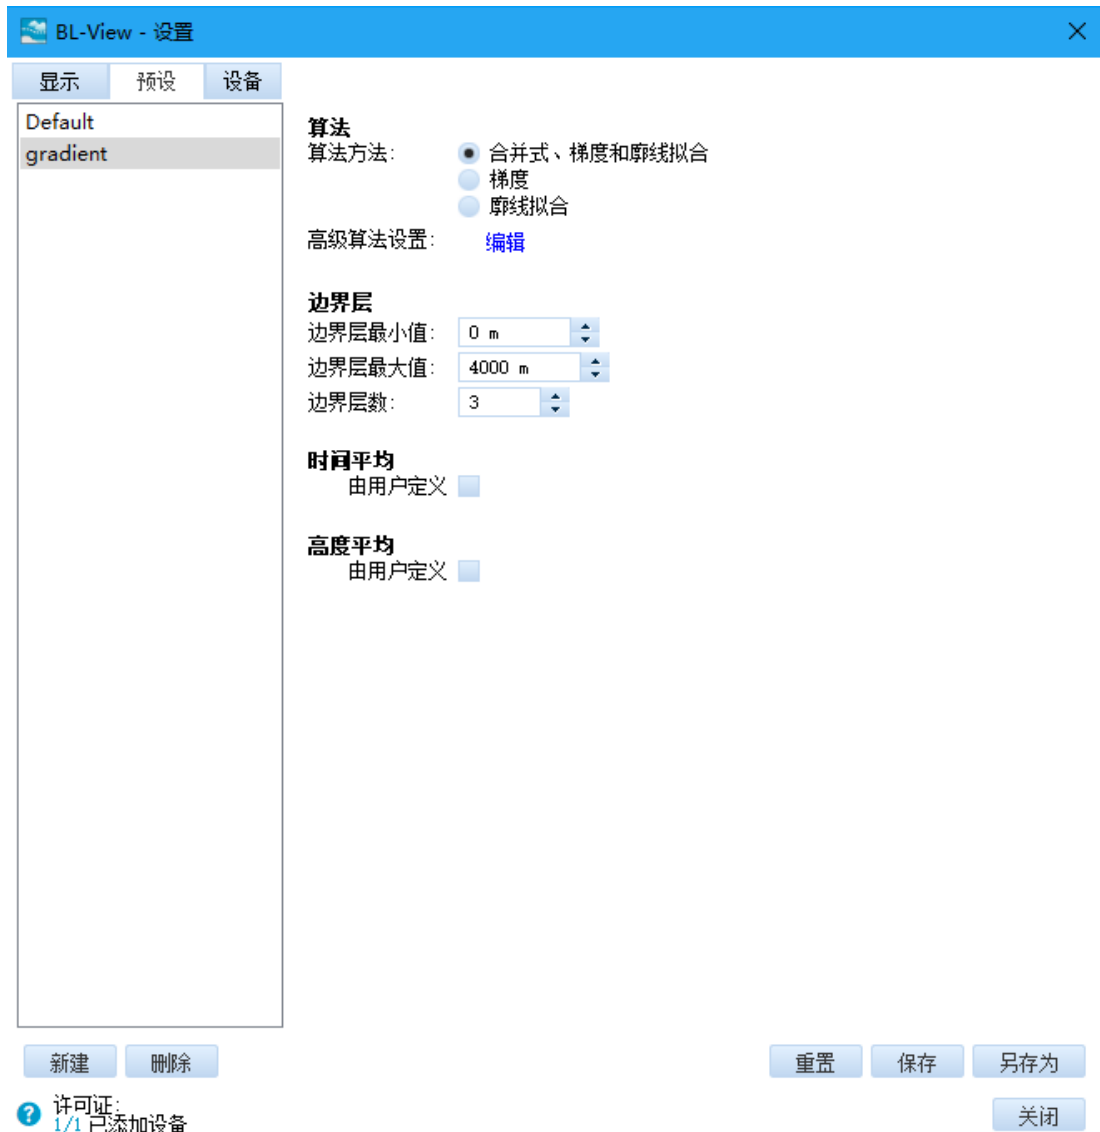 BL-View - 设置
显示 预设 设备
Default
gradient
算法
算法方法: 合并式、梯度和廓线拟合
梯度
廓线拟合
高级算法设置: 编辑
边界层
边界层最小值: 0 m
边界层最大值: 4000 m
边界层数: 3
时间平均
由用户定义
高度平均
由用户定义
新建 删除 重置 保存 另存为
许可证:
1/1 已添加设备
关闭